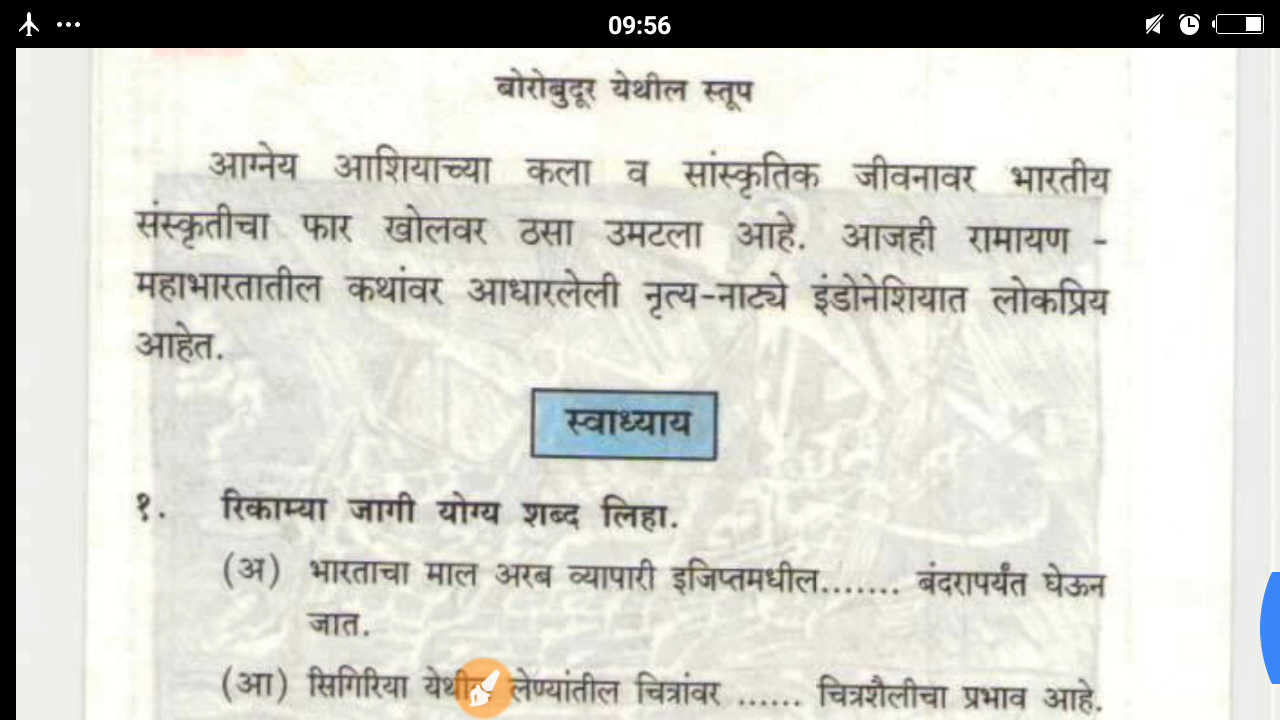 09:56
बोरोबुदूर येथील स्तूप
आग्नेय आशियाच्या कला व सांस्कृतिक जीवनावर भारतीय
संस्कृतीचा फार खोलवर ठसा उमटला आहे. आजही रामायण -
महाभारतातील कथांवर आधारलेली नृत्य-नाट्ये इंडोनेशियात लोकप्रिय
आहेत.
स्वाध्याय
१. रिकाम्या जागी योग्य शब्द लिहा.
(अ) भारताचा माल अरब व्यापारी इजिप्तमधील....... बंदरापर्यंत घेऊन
जात.
(आ) सिगिरिया येथील लेण्यांतील चित्रांवर ...... चित्रशैलीचा प्रभाव आहे.